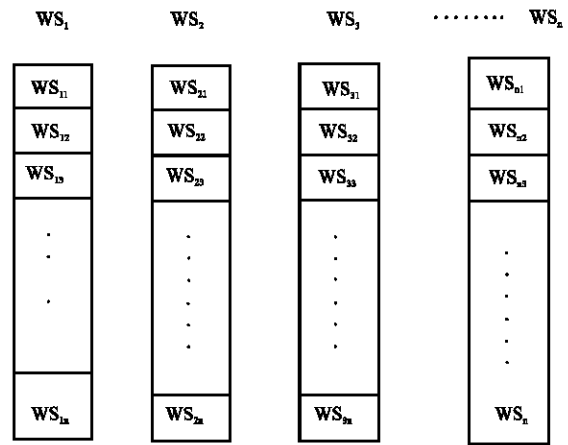 WS₁ WS₂ WS₃ ......... WSₙ
WS₁₁ WS₂₁ WS₃₁ WSₙ₁
WS₁₂ WS₂₂ WS₃₂ WSₙ₂
WS₁₃ WS₂₃ WS₃₃ WSₙ₃
WS₁ₙ WS₂ₙ WS₉ₙ WSₙ